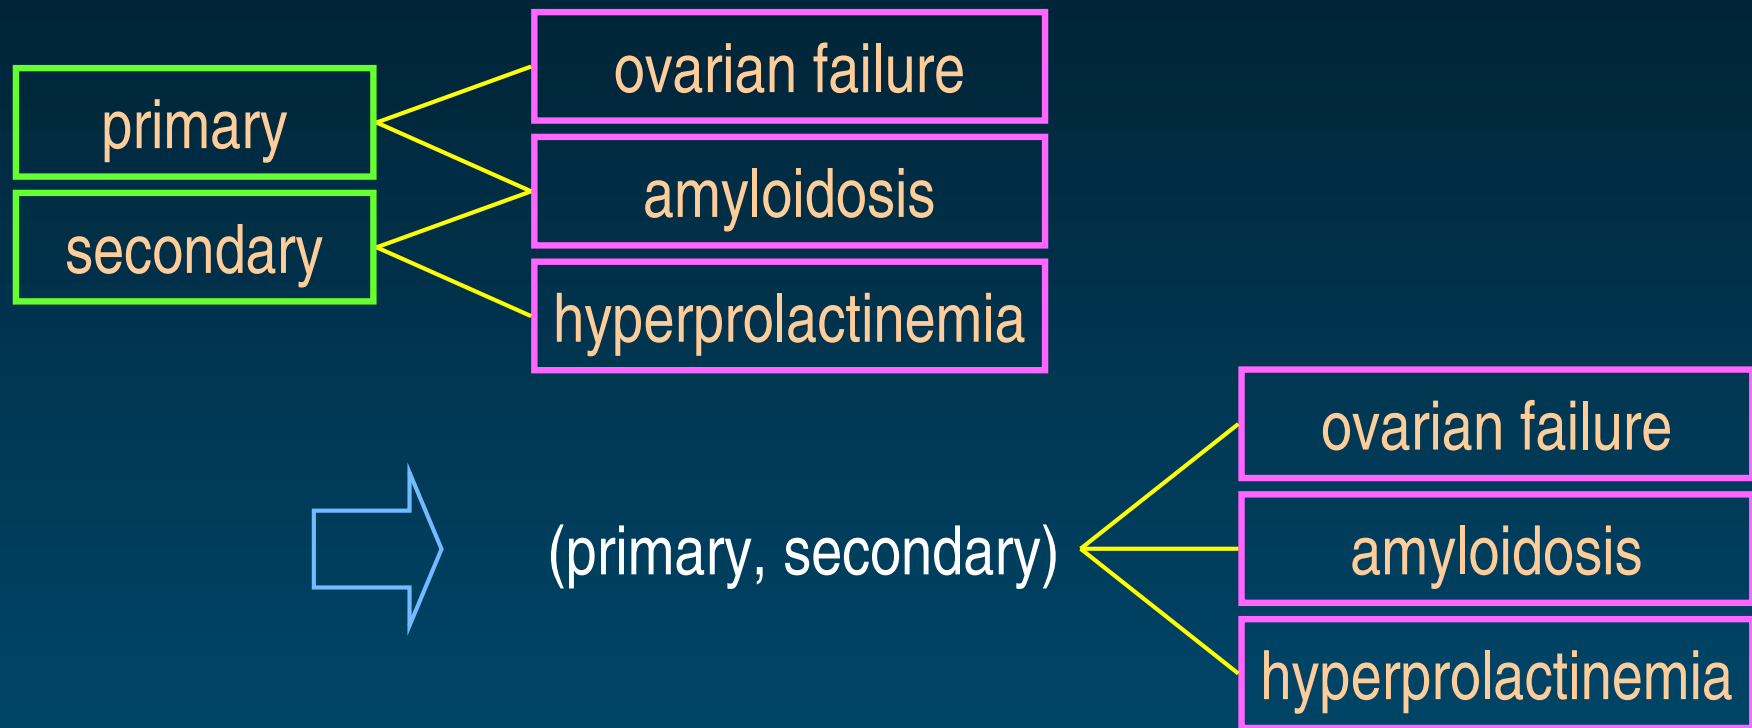 primary
secondary
ovarian failure
amyloidosis
hyperprolactinemia
(primary, secondary)
ovarian failure
amyloidosis
hyperprolactinemia